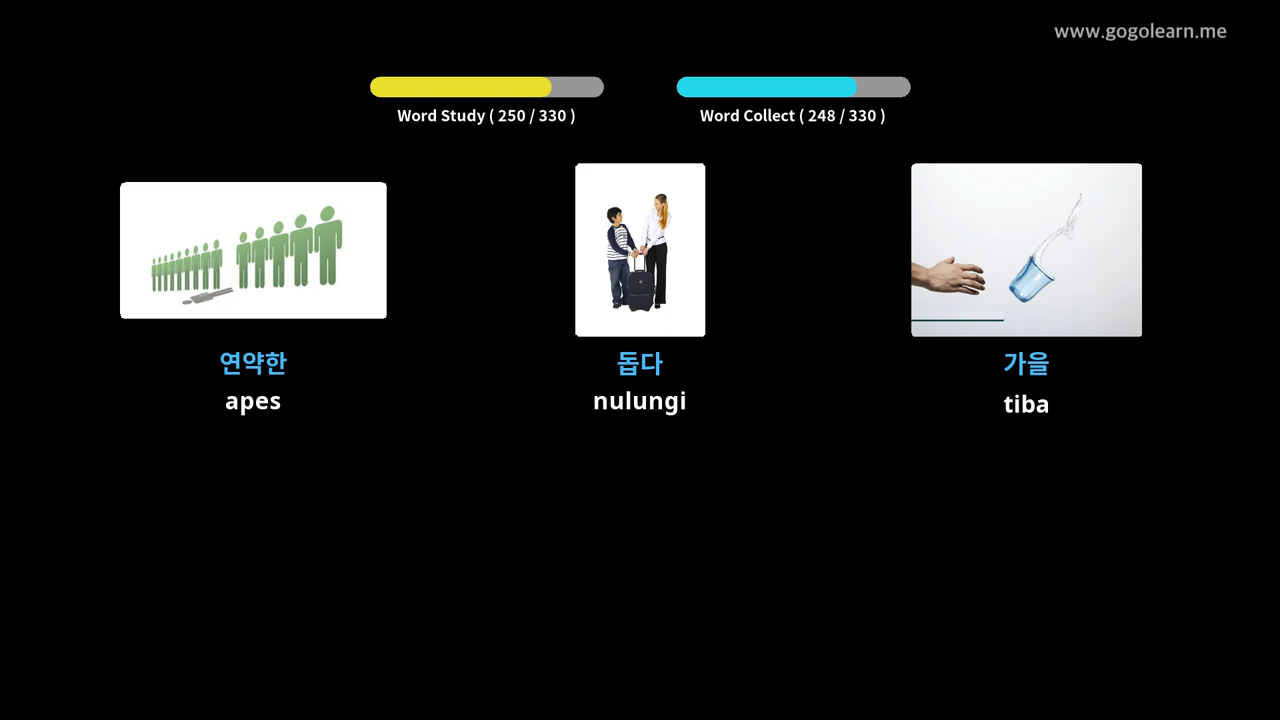 www.gogolearn.me
Word Study ( 250 / 330 )
Word Collect ( 248 / 330 )
연약한
apes
돕다
nulungi
가을
tiba